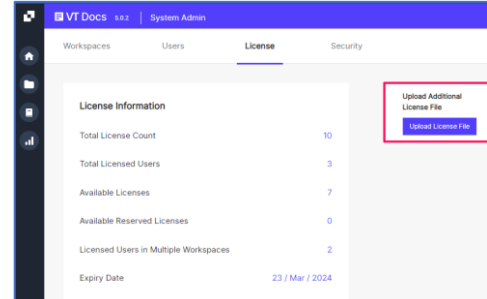 VT Docs 5.0.2 System Admin
Workspaces Users License Security
License Information
Total License Count 10
Total Licensed Users 3
Available Licenses 7
Available Reserved Licenses 0
Licensed Users in Multiple Workspaces 2
Expiry Date 23 / Mar / 2024
Upload Additional
License File
Upload License File